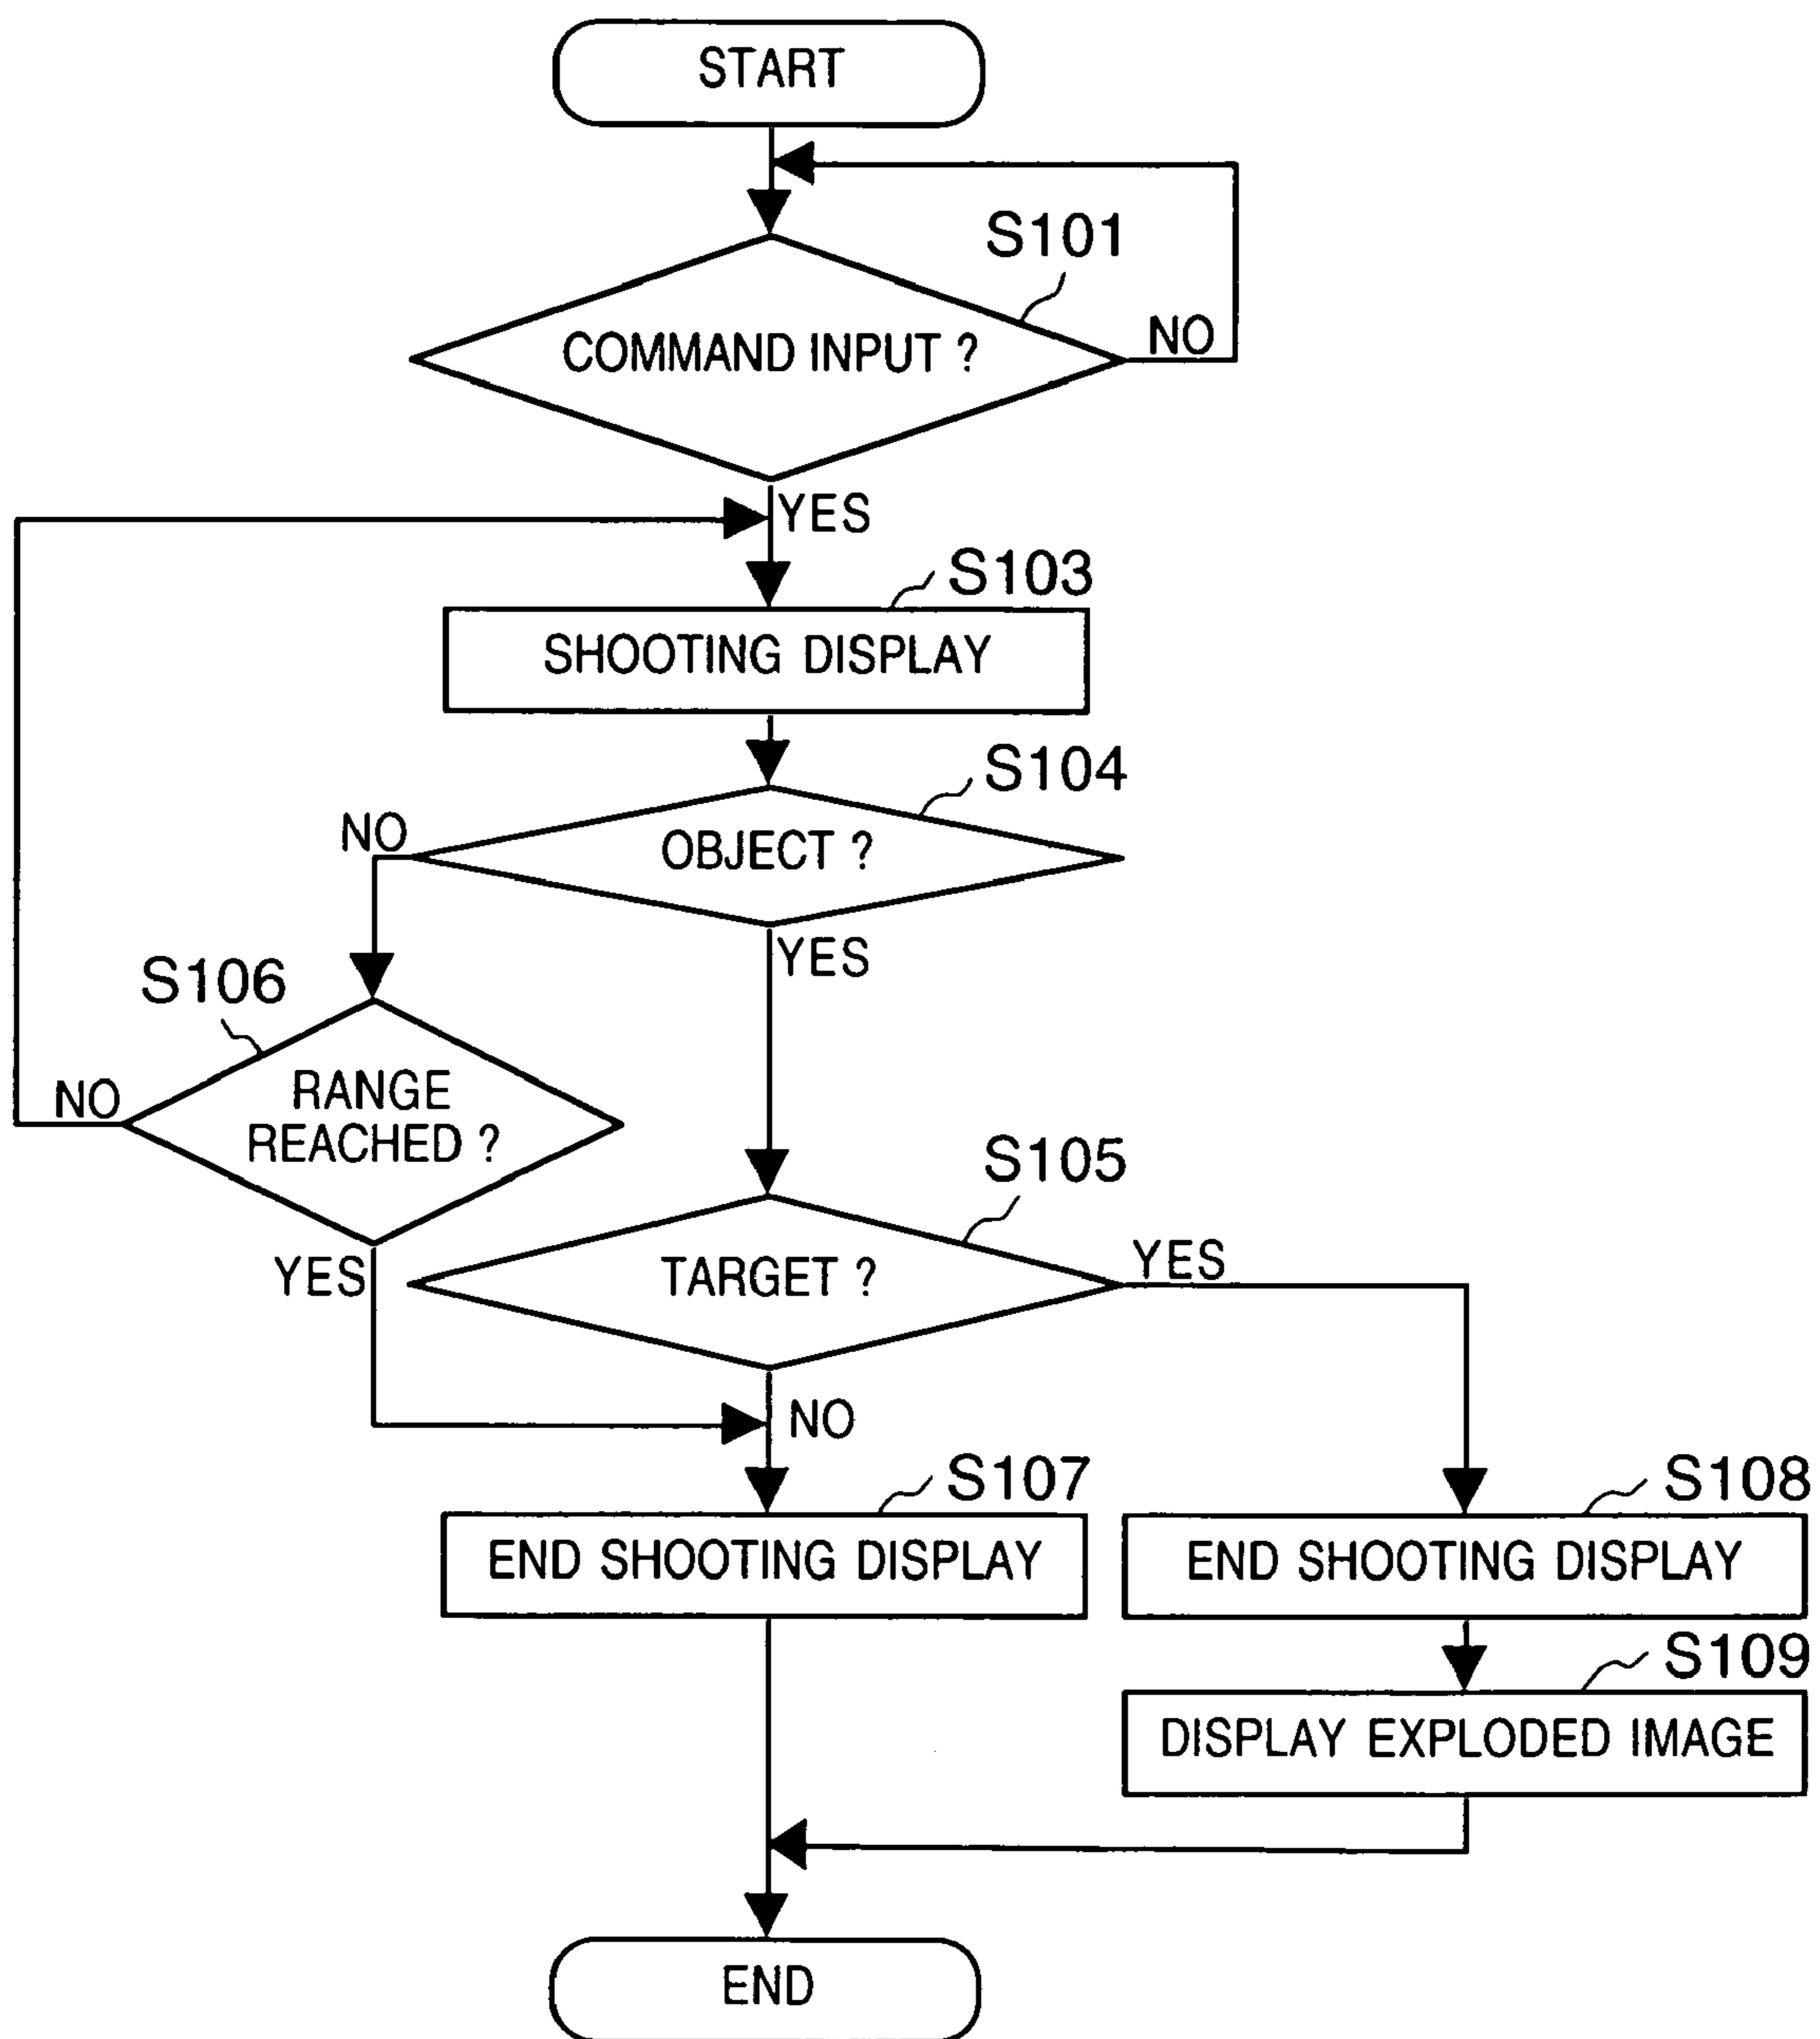 START
S101
COMMAND INPUT ?
NO
YES
S103
SHOOTING DISPLAY
S104
NO
OBJECT ?
YES
S106
NO
RANGE
REACHED ?
YES
S105
TARGET ?
YES
NO
S107
END SHOOTING DISPLAY
S108
END SHOOTING DISPLAY
S109
DISPLAY EXPLODED IMAGE
END